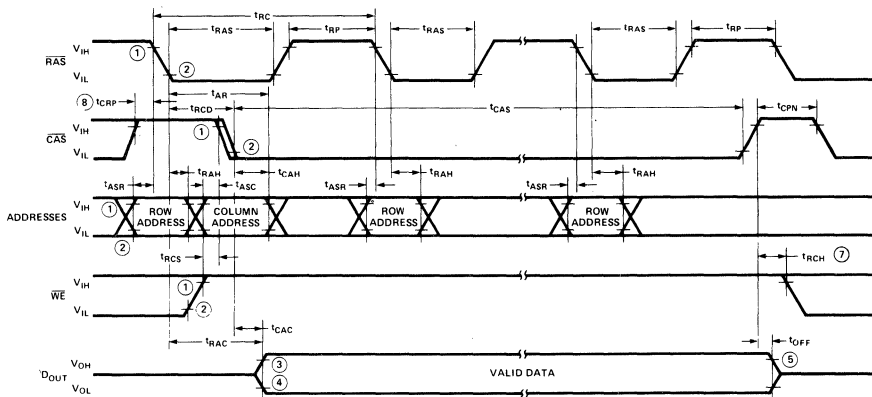 tRC
tRAS tRP tRAS tRAS tRP
VIH ① RAS VIL ②
tAR
⑧ tCRP tRCD tCAS tCPN
VIH ① CAS VIL ②
tRAH tCAH tRAH tRAH
tASR tASC tASR tASR
ADDRESSES VIH ① VIL ② ROW ADDRESS COLUMN ADDRESS ROW ADDRESS ROW ADDRESS
tRCS tRCH ⑦
VIH ① WE VIL ②
tCAC
tRAC tOFF
VOH ③ ⑤
DOUT VALID DATA
VOL ④